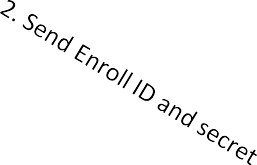 2. Send Enroll ID and secret